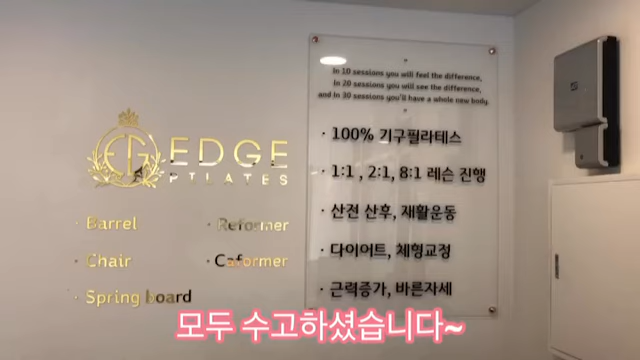 In 10 sessions you will feel the difference,
In 20 sessions you will see the difference,
and in 30 sessions you'll have a whole new body.
EG
EDGE
PILATES
· Barrel
· Reformer
· Chair
· Caformer
· Spring board
· 100% 기구필라테스
· 1:1 , 2:1, 8:1 레슨 진행
· 산전 산후, 재활운동
· 다이어트, 체형교정
· 근력증가, 바른자세
모두 수고하셨습니다~